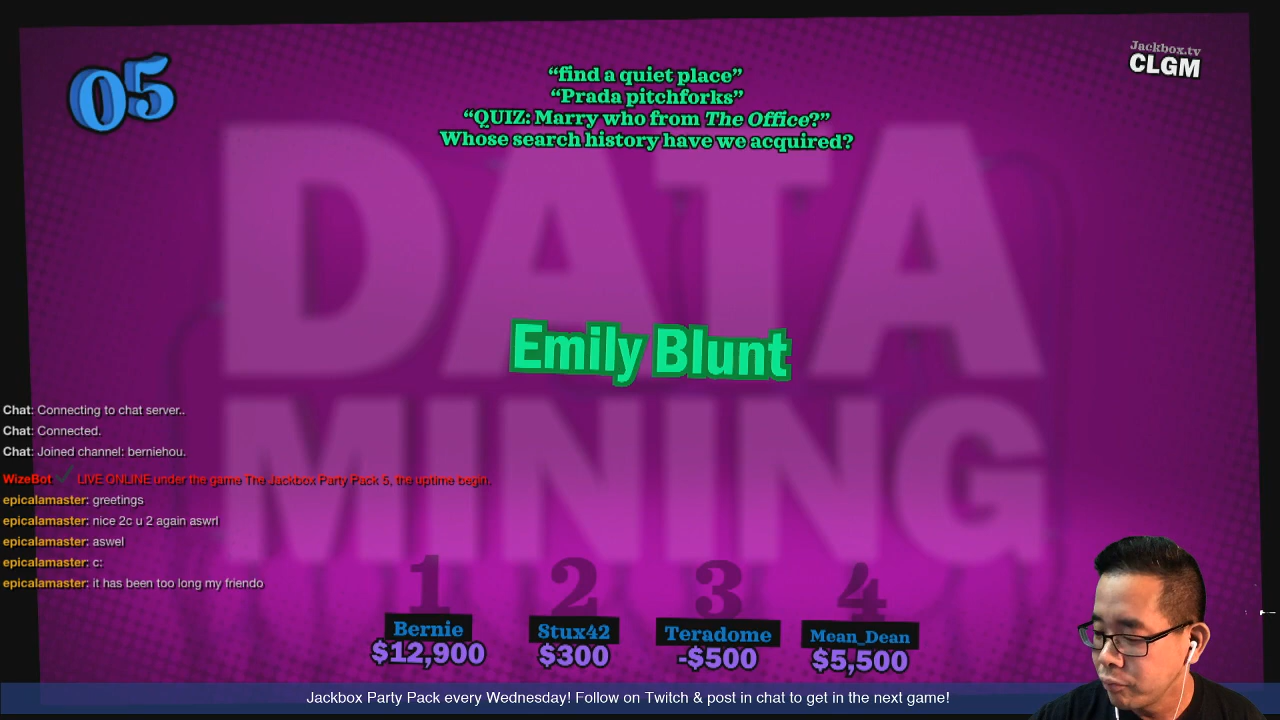 05
“find a quiet place”
“Prada pitchforks”
“QUIZ: Marry who from The Office?”
Whose search history have we acquired?
Jackbox.tv
CLGM
DATA
MINING
Emily Blunt
Chat: Connecting to chat server..
Chat: Connected.
Chat: Joined channel: berniehou.
WizeBot LIVE ONLINE under the game The Jackbox Party Pack 5, the uptime begin.
epicalamaster: greetings
epicalamaster: nice 2c u 2 again aswrl
epicalamaster: aswel
epicalamaster: c:
epicalamaster: it has been too long my friendo
1 2 3 4
Bernie Stux42 Teradome Mean_Dean
$12,900 $300 -$500 $5,500
Jackbox Party Pack every Wednesday! Follow on Twitch & post in chat to get in the next game!